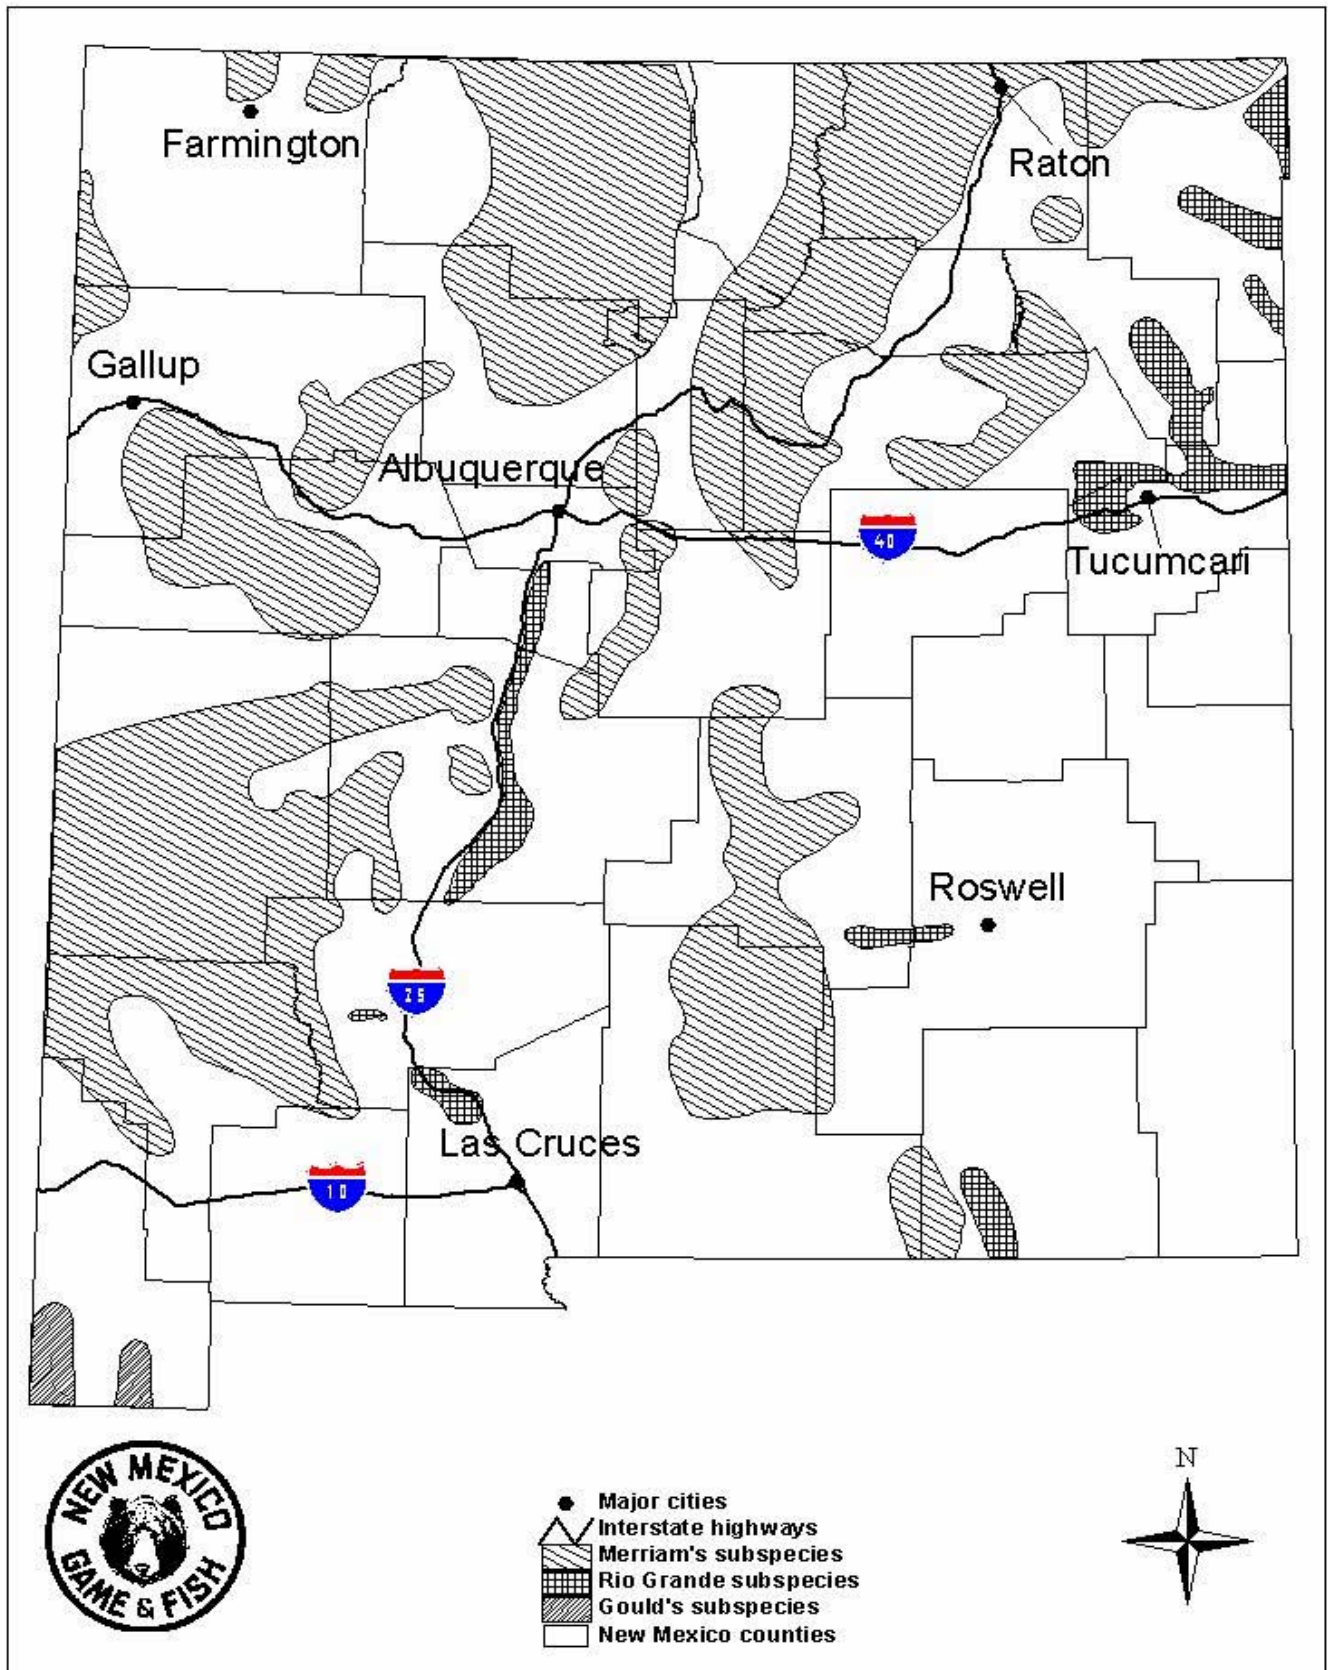 Farmington
Raton
Gallup
Albuquerque
40
Tucumcari
Roswell
25
Las Cruces
10
NEW MEXICO
GAME & FISH
N
Major cities
Interstate highways
Merriam's subspecies
Rio Grande subspecies
Gould's subspecies
New Mexico counties